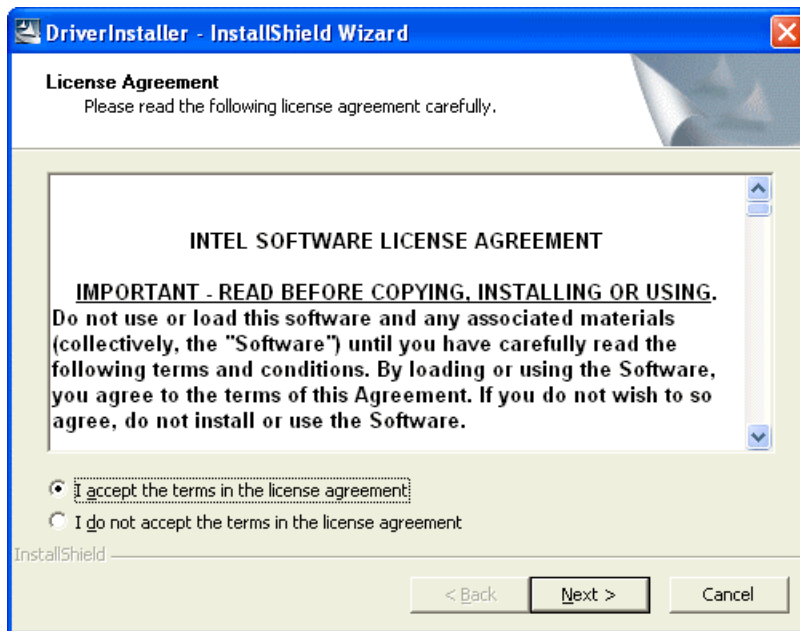 DriverInstaller - InstallShield Wizard
License Agreement
Please read the following license agreement carefully.
INTEL SOFTWARE LICENSE AGREEMENT
IMPORTANT - READ BEFORE COPYING, INSTALLING OR USING.
Do not use or load this software and any associated materials
(collectively, the "Software") until you have carefully read the
following terms and conditions. By loading or using the Software,
you agree to the terms of this Agreement. If you do not wish to so
agree, do not install or use the Software.
I accept the terms in the license agreement
I do not accept the terms in the license agreement
InstallShield
< Back
Next >
Cancel